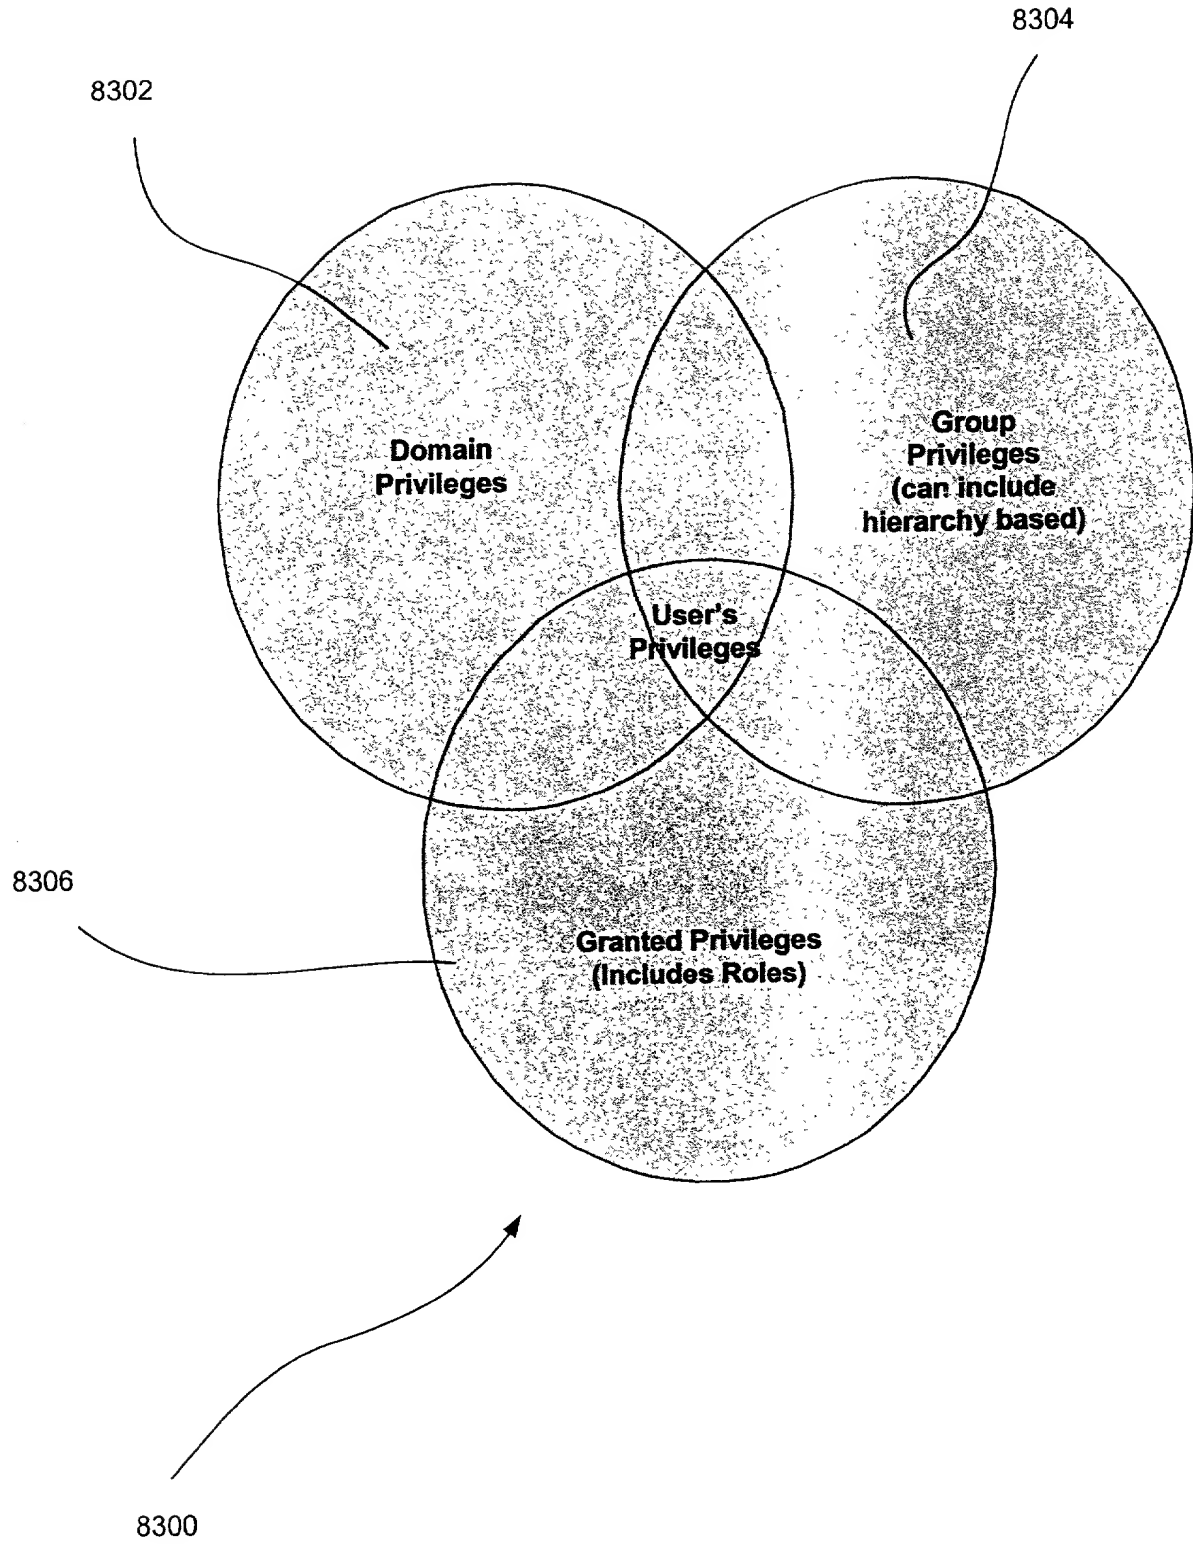 8304
8302
Domain
Privileges
Group
Privileges
(can include
hierarchy based)
User's
Privileges
8306
Granted Privileges
(Includes Roles)
8300